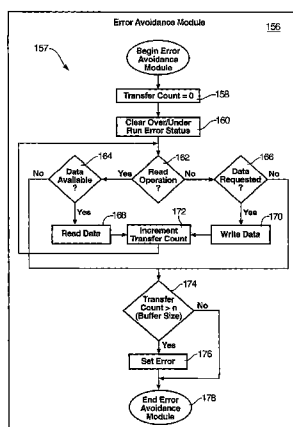 Error Avoidance Module
156
157
Begin Error
Avoidance
Module
Transfer Count = 0
158
Clear Over/Under
Run Error Status
160
164
162
166
No
Data
Available
?
Yes
Read
Operation
?
No
Data
Requested
?
No
Yes
168
172
Yes
170
Read Data
Increment
Transfer Count
Write Data
174
Transfer
Count > n
(Buffer Size)
?
No
Yes
Set Error
176
End Error
Avoidance
Module
178